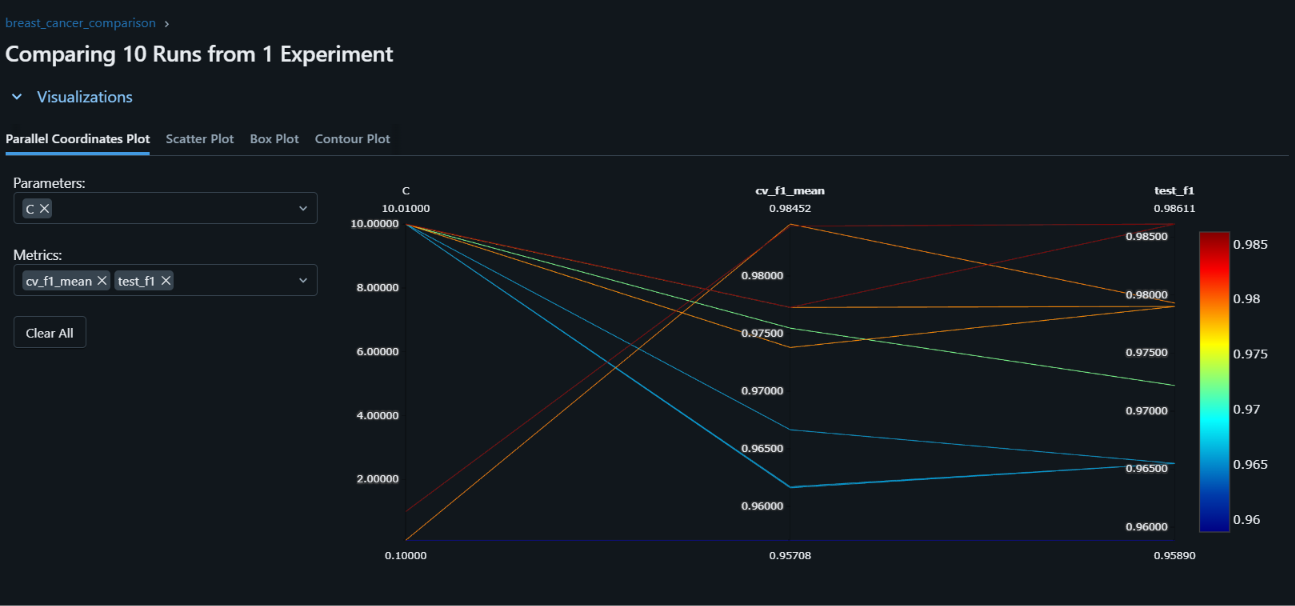 breast_cancer_comparison ›
Comparing 10 Runs from 1 Experiment
Visualizations
Parallel Coordinates Plot Scatter Plot Box Plot Contour Plot
Parameters:
C ×
Metrics:
cv_f1_mean × test_f1 ×
Clear All
C
10.01000
10.00000
8.00000
6.00000
4.00000
2.00000
0.10000
cv_f1_mean
0.98452
0.98000
0.97500
0.97000
0.96500
0.96000
0.95708
test_f1
0.98611
0.98500
0.98000
0.97500
0.97000
0.96500
0.96000
0.95890
0.985
0.98
0.975
0.97
0.965
0.96